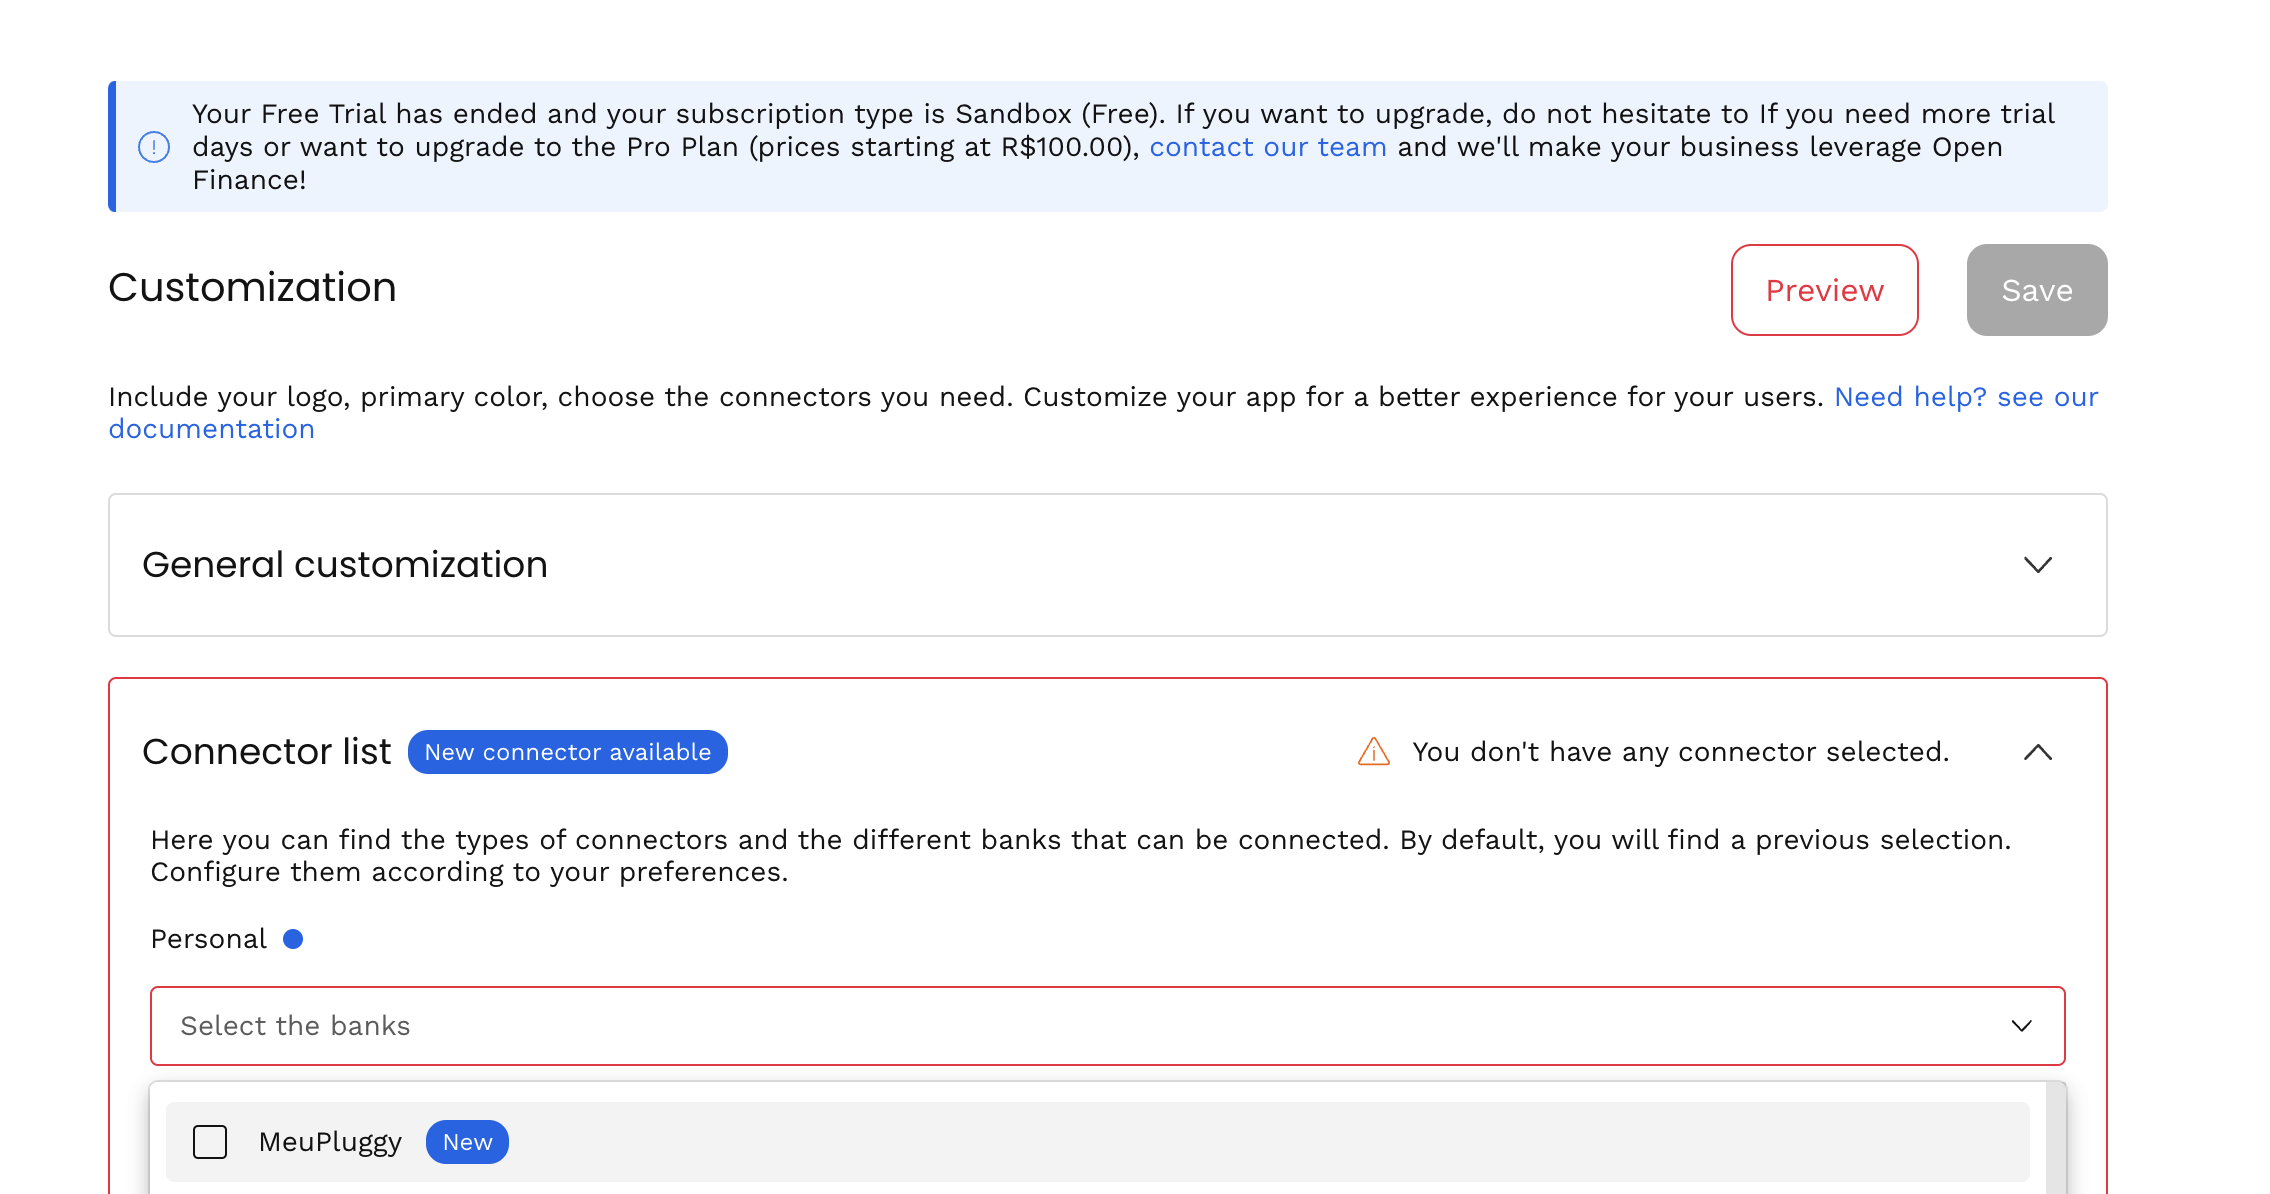 Your Free Trial has ended and your subscription type is Sandbox (Free). If you want to upgrade, do not hesitate to If you need more trial
days or want to upgrade to the Pro Plan (prices starting at R$100.00), contact our team and we'll make your business leverage Open
Finance!
Customization
Preview
Save
Include your logo, primary color, choose the connectors you need. Customize your app for a better experience for your users. Need help? see our
documentation
General customization
Connector list
New connector available
You don't have any connector selected.
Here you can find the types of connectors and the different banks that can be connected. By default, you will find a previous selection.
Configure them according to your preferences.
Personal
Select the banks
MeuPluggy
New